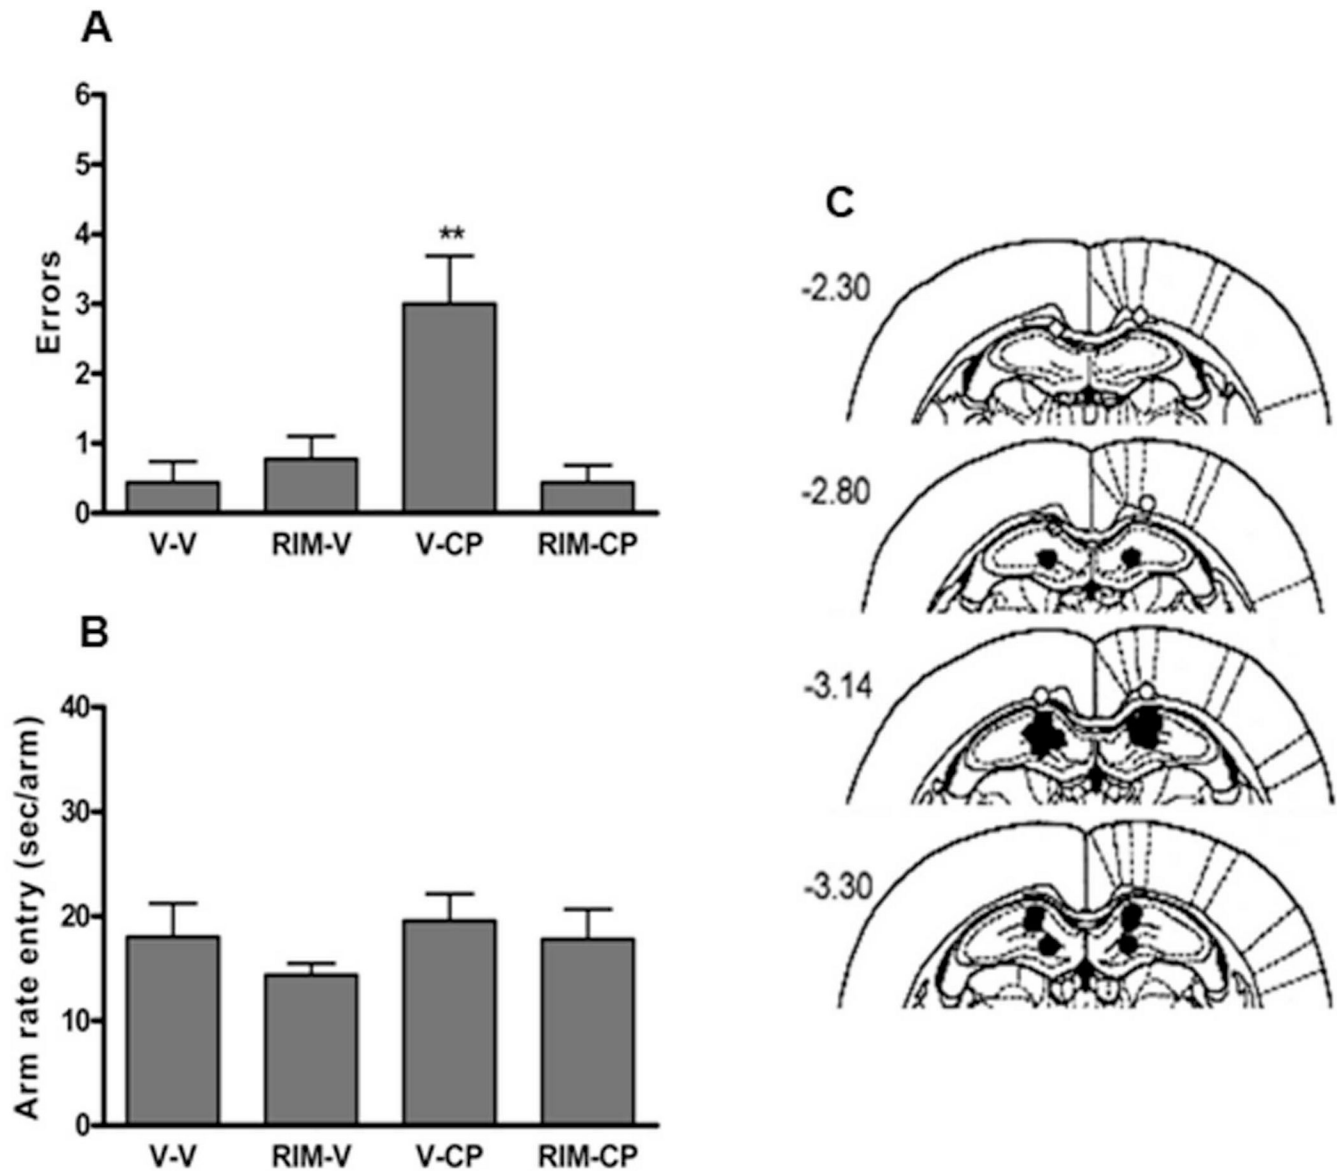 A
6
5
4
3
2
1
0
Errors
**
V-V RIM-V V-CP RIM-CP
B
40
30
20
10
0
Arm rate entry (sec/arm)
V-V RIM-V V-CP RIM-CP
C
-2.30
-2.80
-3.14
-3.30